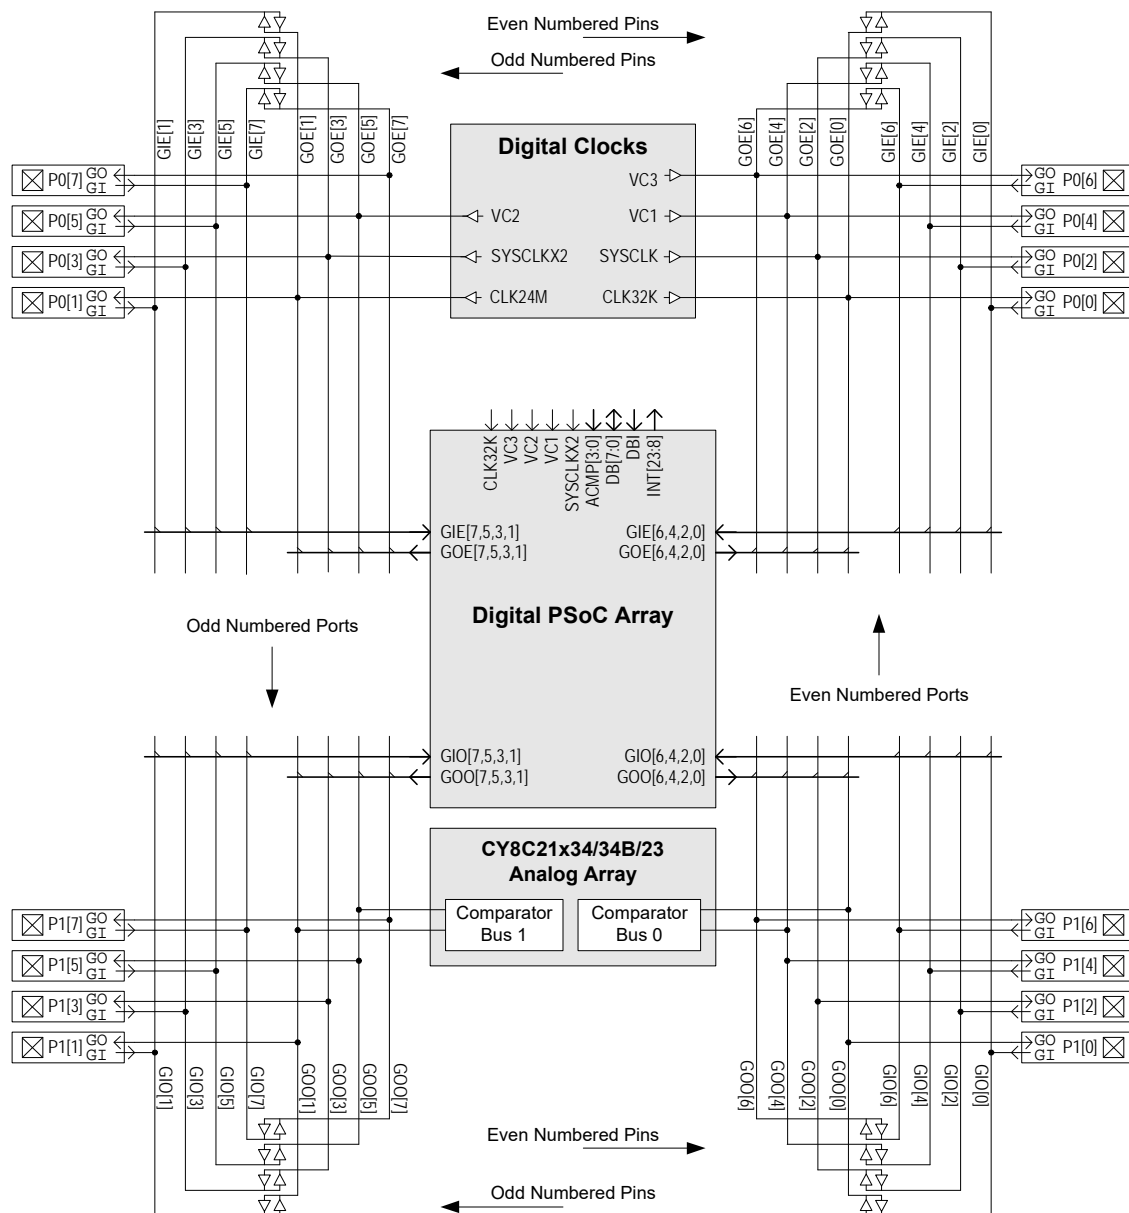 Even Numbered Pins
Odd Numbered Pins
GIE[1]
GIE[3]
GIE[5]
GIE[7]
GOE[1]
GOE[3]
GOE[5]
GOE[7]
GOE[6]
GOE[4]
GOE[2]
GOE[0]
GIE[6]
GIE[4]
GIE[2]
GIE[0]
Digital Clocks
VC3
VC2
VC1
SYSCLKX2
SYSCLK
CLK24M
CLK32K
P0[7] GO
GI
P0[5] GO
GI
P0[3] GO
GI
P0[1] GO
GI
GO P0[6]
GI
GO P0[4]
GI
GO P0[2]
GI
GO P0[0]
GI
CLK32K
VC3
VC2
VC1
SYSCLKX2
ACMP[3:0]
DB[7:0]
DBI
INT[23:8]
GIE[7,5,3,1]
GOE[7,5,3,1]
GIE[6,4,2,0]
GOE[6,4,2,0]
Digital PSoC Array
Odd Numbered Ports
Even Numbered Ports
GIO[7,5,3,1]
GOO[7,5,3,1]
GIO[6,4,2,0]
GOO[6,4,2,0]
CY8C21x34/34B/23
Analog Array
Comparator
Bus 1
Comparator
Bus 0
P1[7] GO
GI
P1[5] GO
GI
P1[3] GO
GI
P1[1] GO
GI
GO P1[6]
GI
GO P1[4]
GI
GO P1[2]
GI
GO P1[0]
GI
GIO[1]
GIO[3]
GIO[5]
GIO[7]
GOO[1]
GOO[3]
GOO[5]
GOO[7]
GOO[6]
GOO[4]
GOO[2]
GOO[0]
GIO[6]
GIO[4]
GIO[2]
GIO[0]
Even Numbered Pins
Odd Numbered Pins